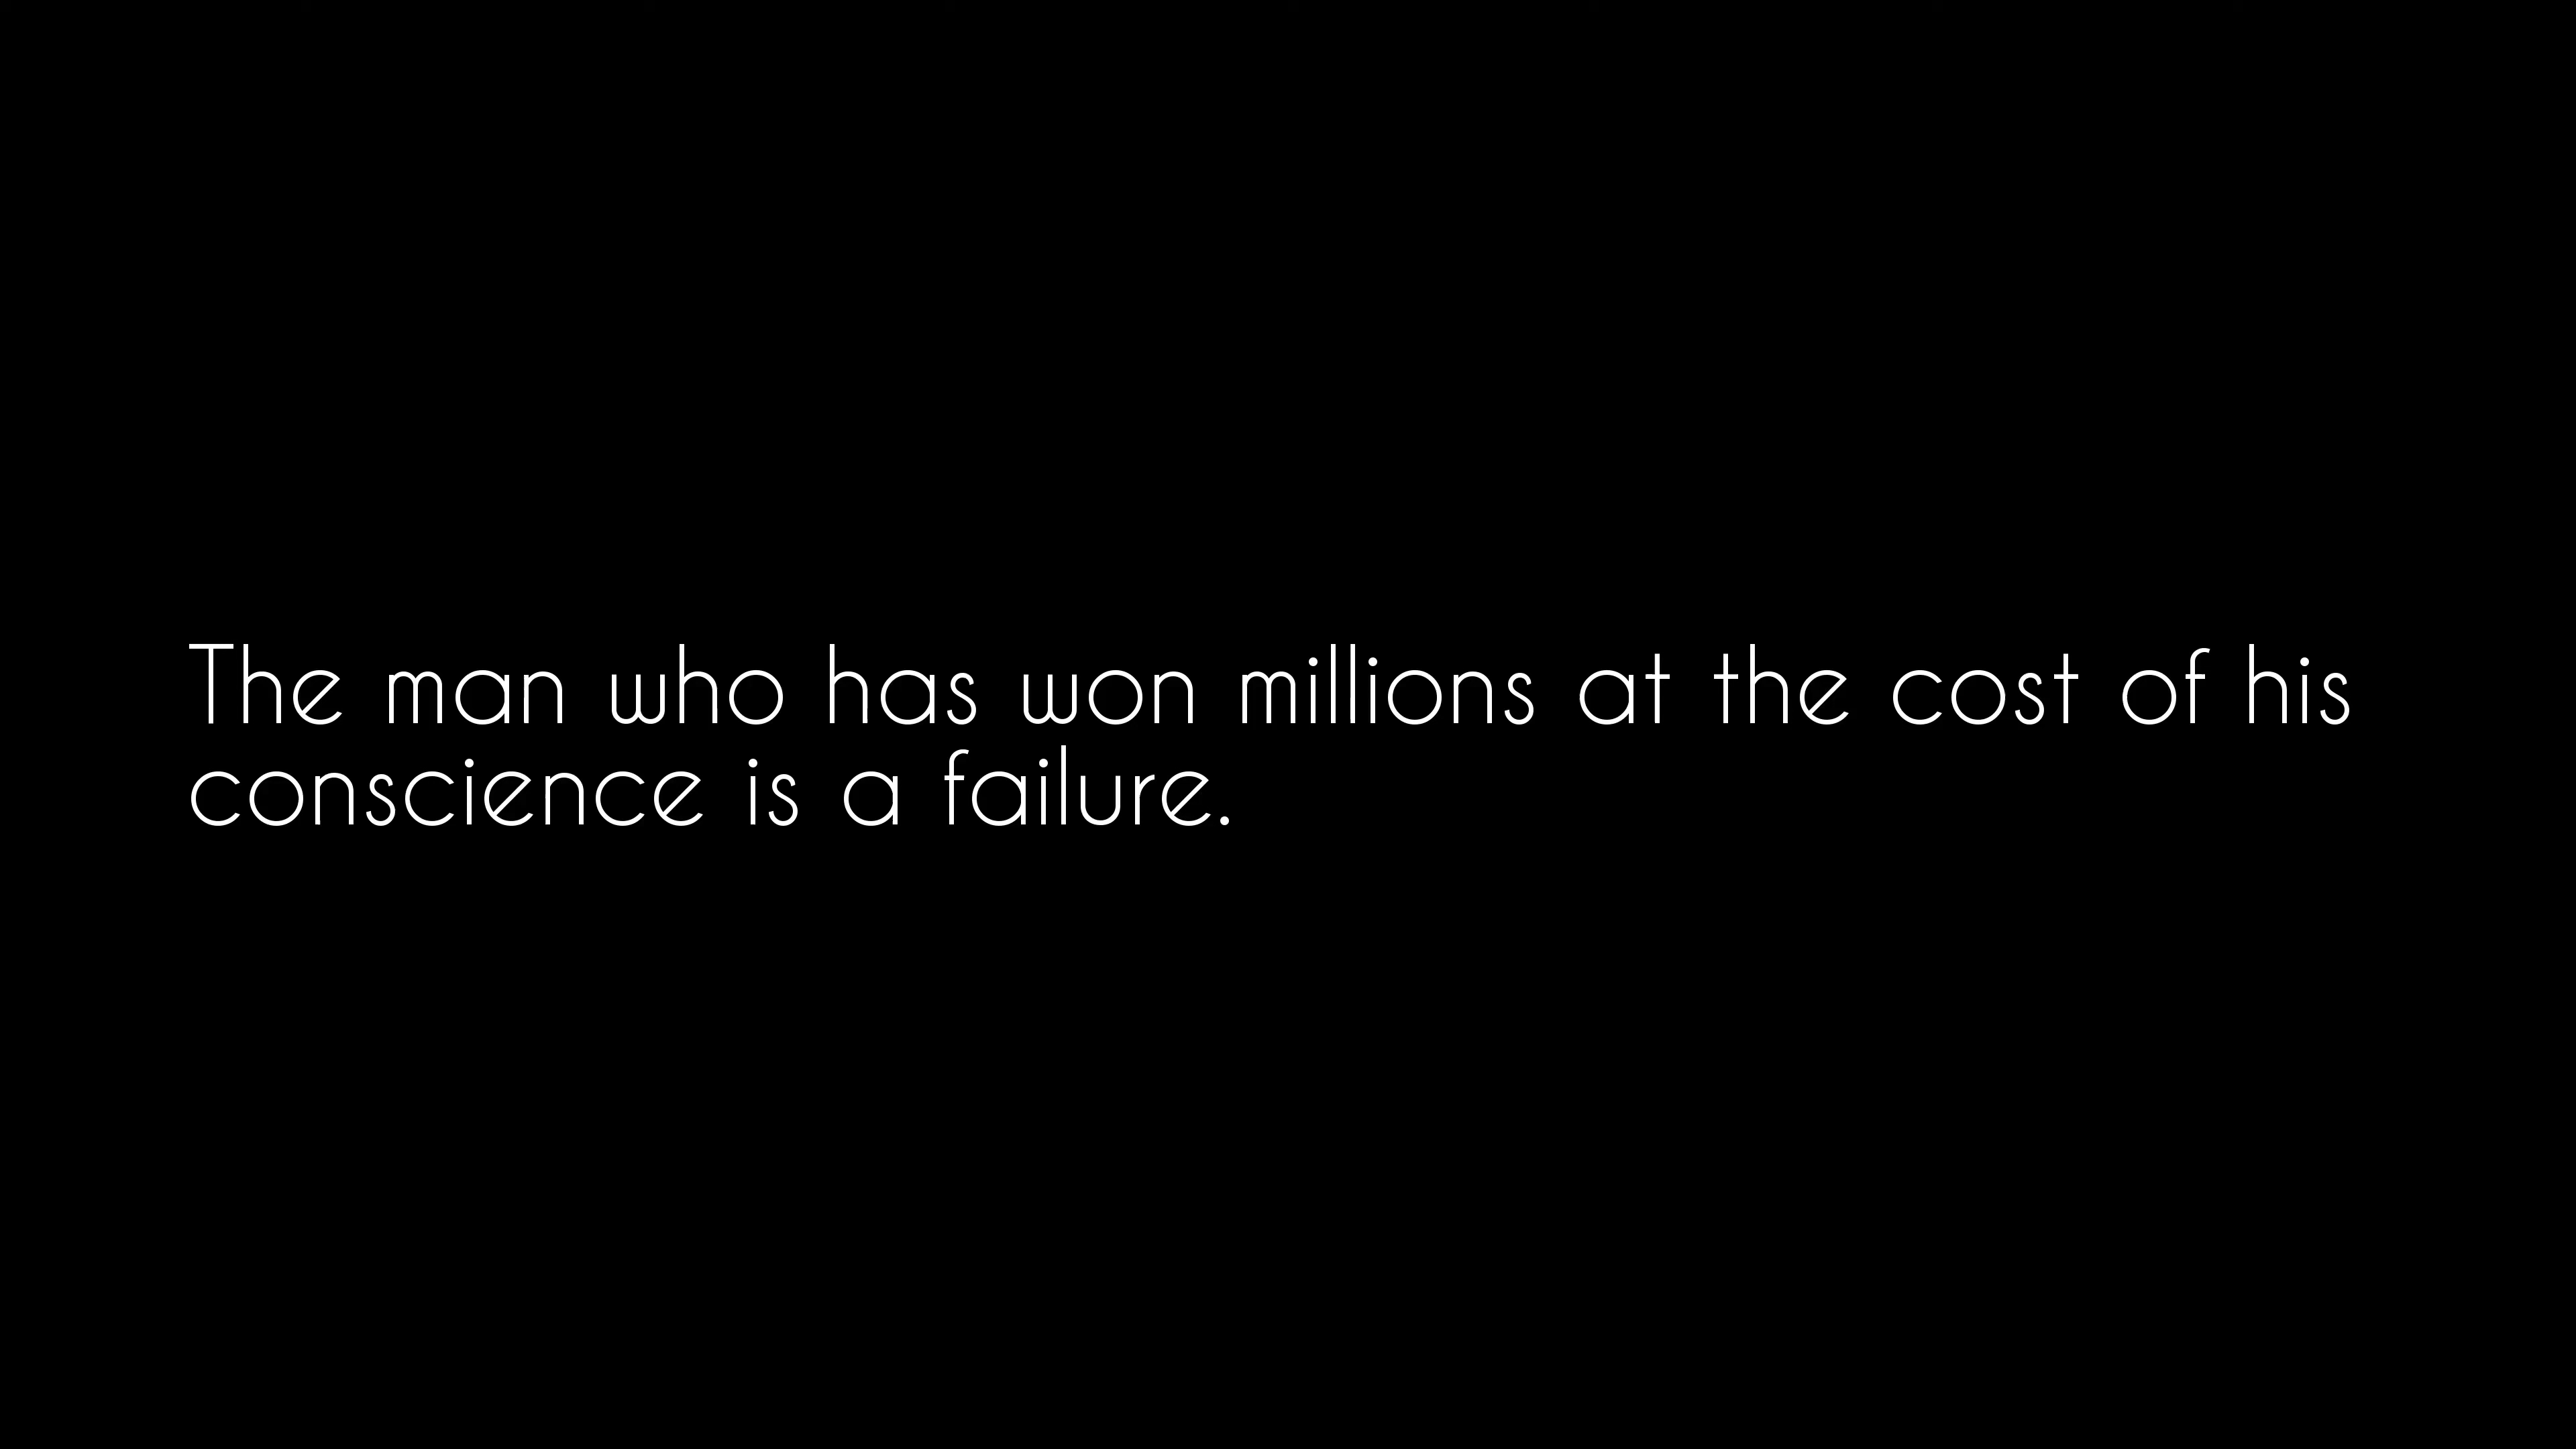 The man who has won millions at the cost of his
conscience is a failure.